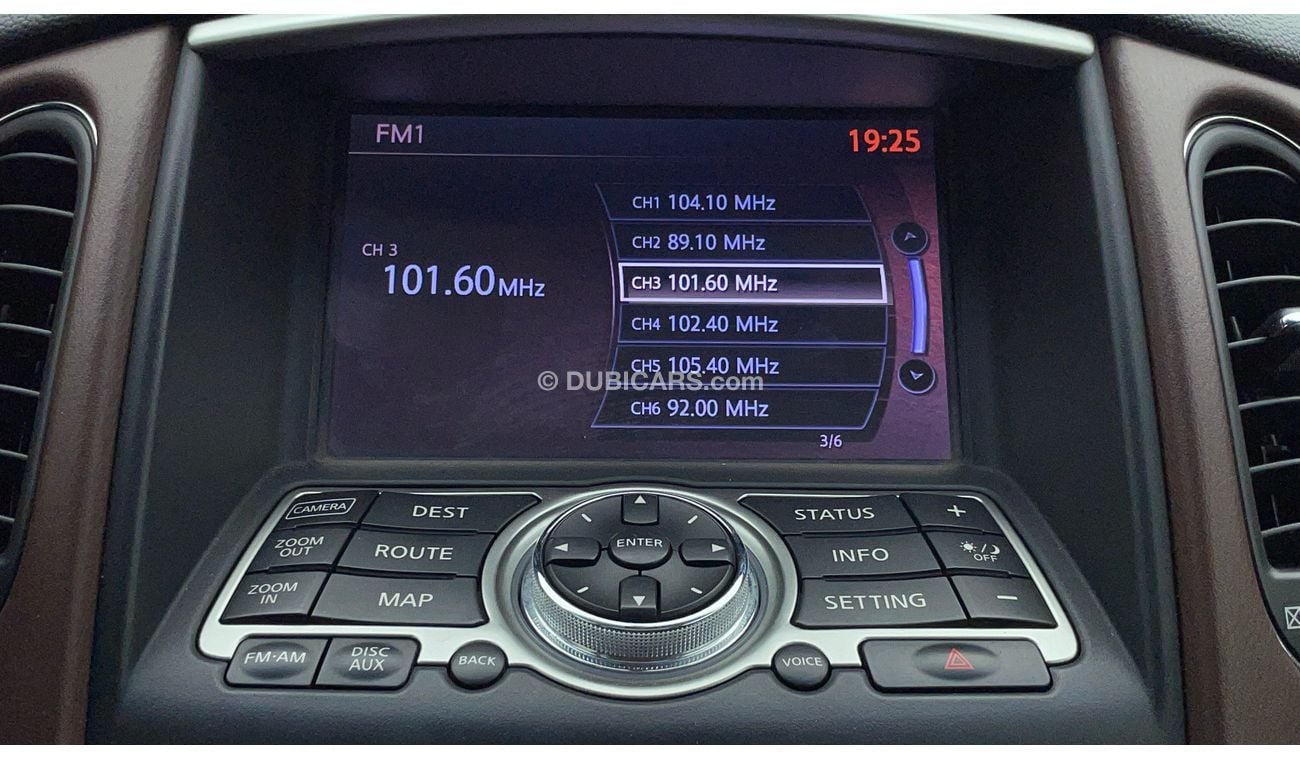 FM1
19:25
CH 3
101.60 MHz
CH1 104.10 MHz
CH2 89.10 MHz
CH3 101.60 MHz
CH4 102.40 MHz
CH5 105.40 MHz
CH6 92.00 MHz
3/6
© DUBICARS.com
CAMERA
DEST
ZOOM OUT
ROUTE
ZOOM IN
MAP
ENTER
STATUS
+
INFO
OFF
SETTING
−
FM·AM
DISC AUX
BACK
VOICE